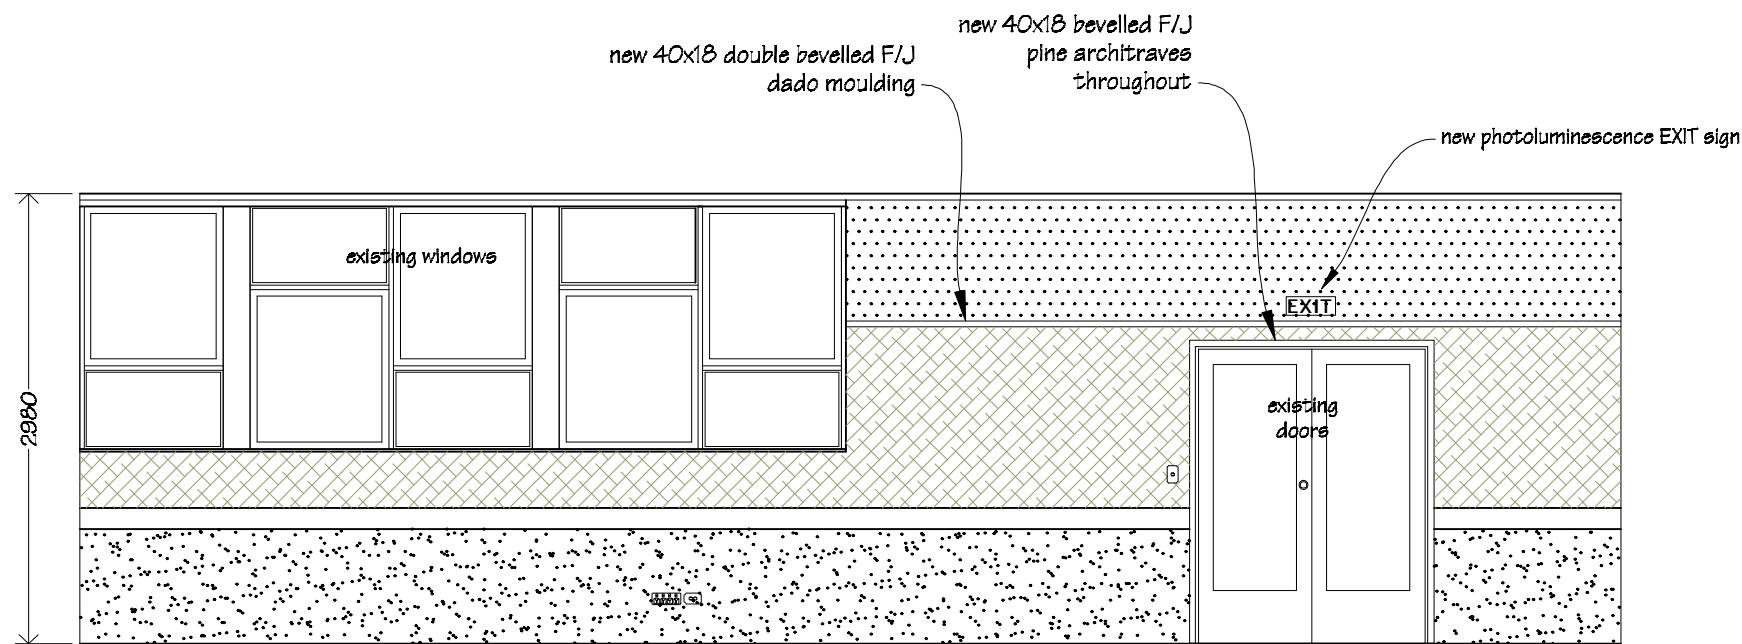 new 40x18 bevelled F/J
pine architraves
throughout
new 40x18 double bevelled F/J
dado moulding
new photoluminescence EXIT sign
existing windows
EXIT
2980
existing
doors